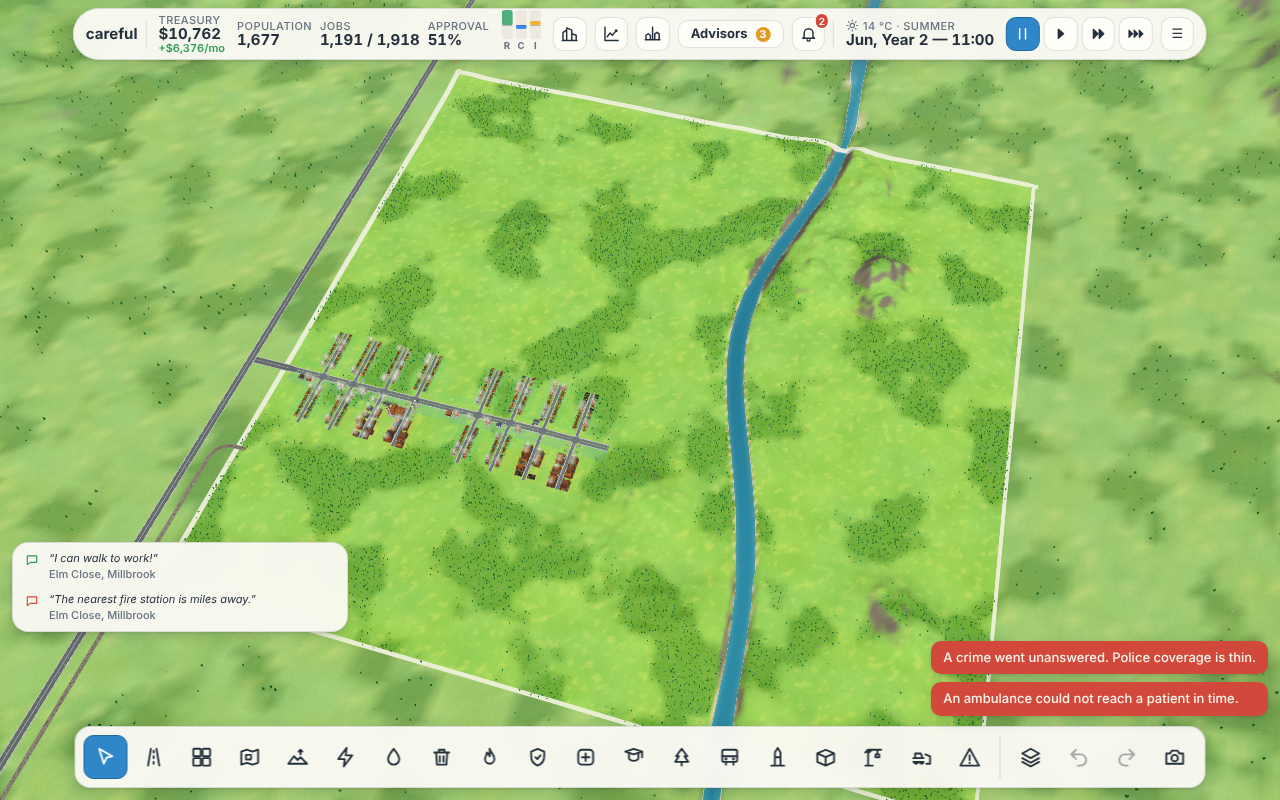 careful
TREASURY
$10,762
+$6,376/mo
POPULATION
1,677
JOBS
1,191 / 1,918
APPROVAL
51%
R C I
Advisors 3
2
14 °C · SUMMER
Jun, Year 2 — 11:00
“I can walk to work!”
Elm Close, Millbrook
“The nearest fire station is miles away.”
Elm Close, Millbrook
A crime went unanswered. Police coverage is thin.
An ambulance could not reach a patient in time.